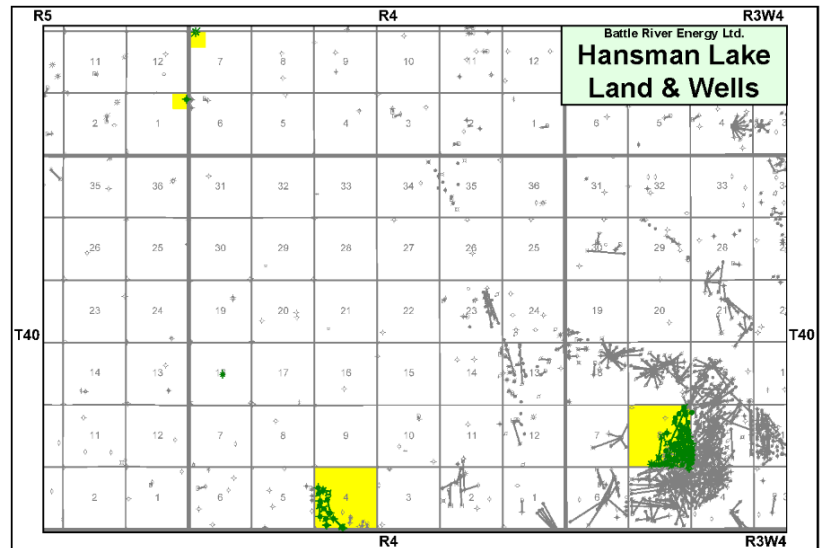 R5 R4 R3W4
Battle River Energy Ltd.
Hansman Lake
Land & Wells
11 12 7 8 9 10 11 12
2 1 6 5 4 3 2 1 6 5 4 3
35 36 31 32 33 34 35 36 31 32 33
26 25 30 29 28 27 26 25 30 29 28
23 24 19 20 21 22 23 24 19 20 21
T40 T40
14 13 18 17 16 15 14 13 18
11 12 7 8 9 10 11 12 7
2 1 6 5 4 3 2 1 6 4
R4 R3W4